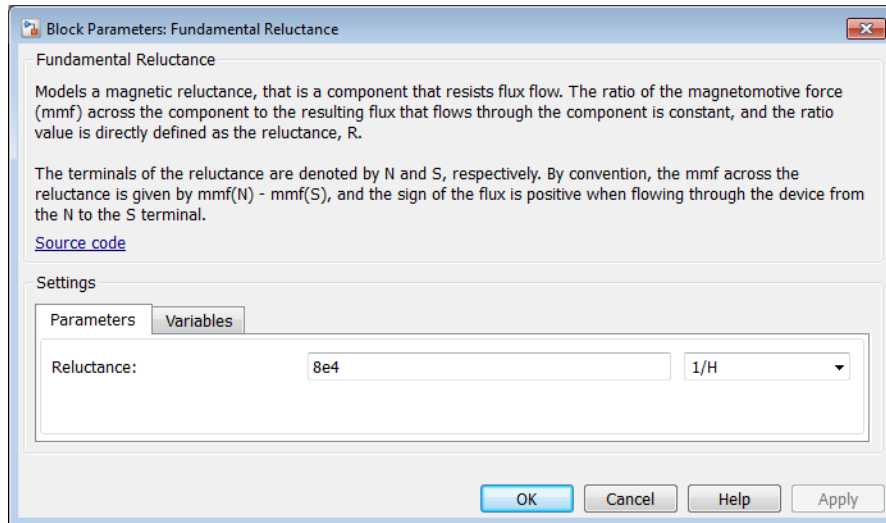 Block Parameters: Fundamental Reluctance
Fundamental Reluctance
Models a magnetic reluctance, that is a component that resists flux flow. The ratio of the magnetomotive force
(mmf) across the component to the resulting flux that flows through the component is constant, and the ratio
value is directly defined as the reluctance, R.
The terminals of the reluctance are denoted by N and S, respectively. By convention, the mmf across the
reluctance is given by mmf(N) - mmf(S), and the sign of the flux is positive when flowing through the device from
the N to the S terminal.
Source code
Settings
Parameters Variables
Reluctance: 8e4 1/H
OK Cancel Help Apply